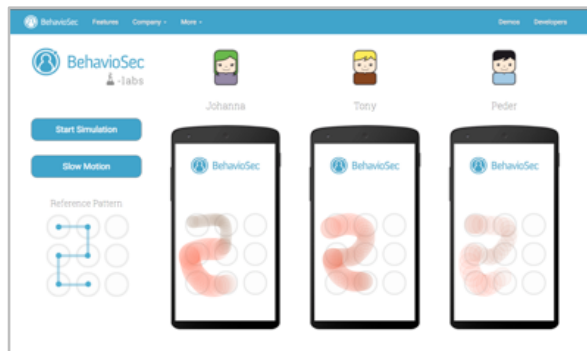 BehavioSec Features Company More Demos Developers
BehavioSec
-labs
Johanna Tony Peder
Start Simulation
Slow Motion
BehavioSec BehavioSec BehavioSec
Reference Pattern